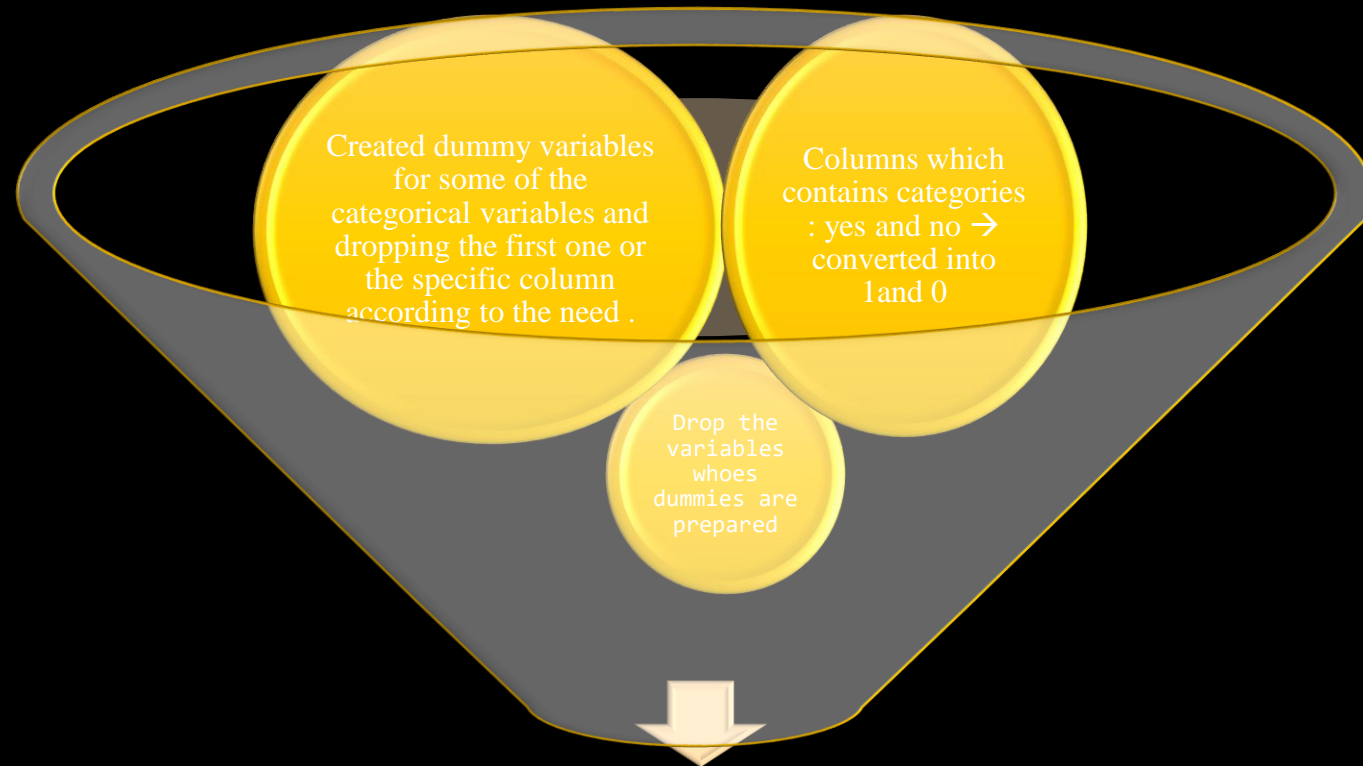 Created dummy variables
for some of the
categorical variables and
dropping the first one or
the specific column
according to the need .
Columns which
contains categories
: yes and no →
converted into
1and 0
Drop the
variables
whoes
dummies are
prepared